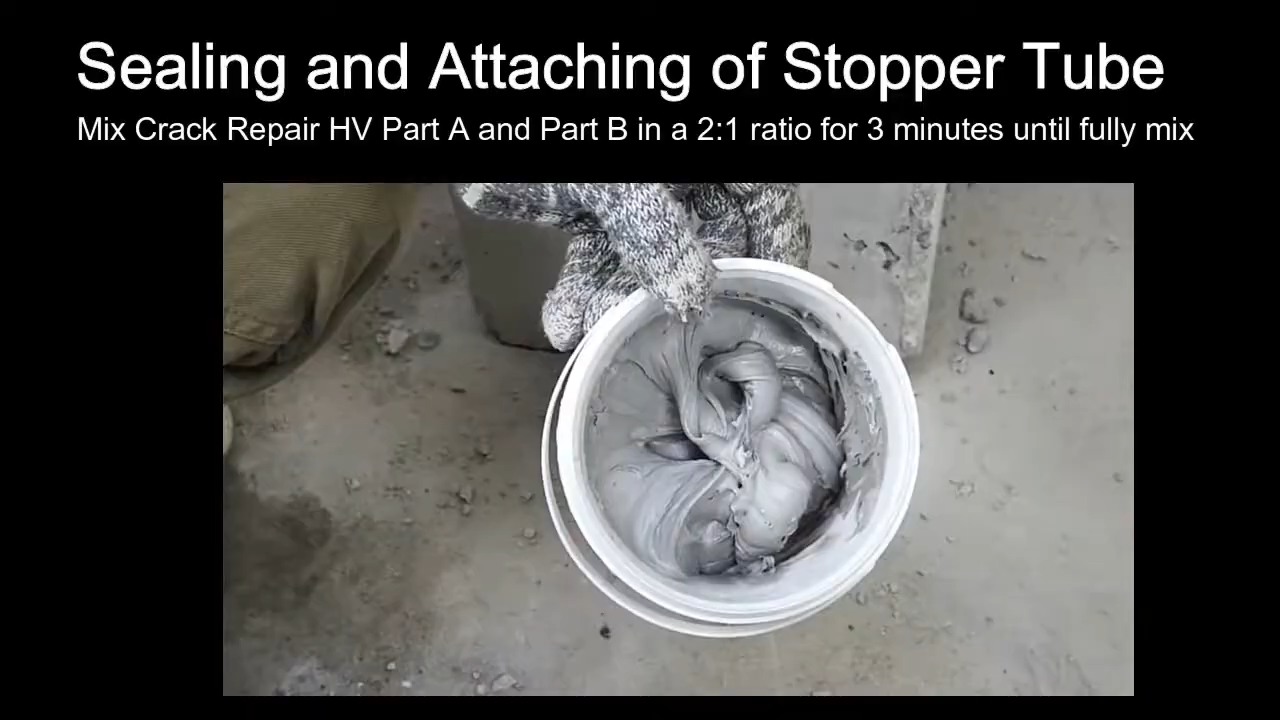 Sealing and Attaching of Stopper Tube
Mix Crack Repair HV Part A and Part B in a 2:1 ratio for 3 minutes until fully mix